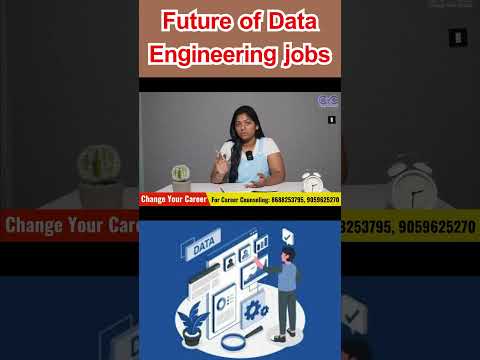 Future of Data
Engineering jobs
CTC
Change Your Career
For Career Counseling: 8688253795, 9059625270
Change Your Career
8253795, 9059625270
DATA